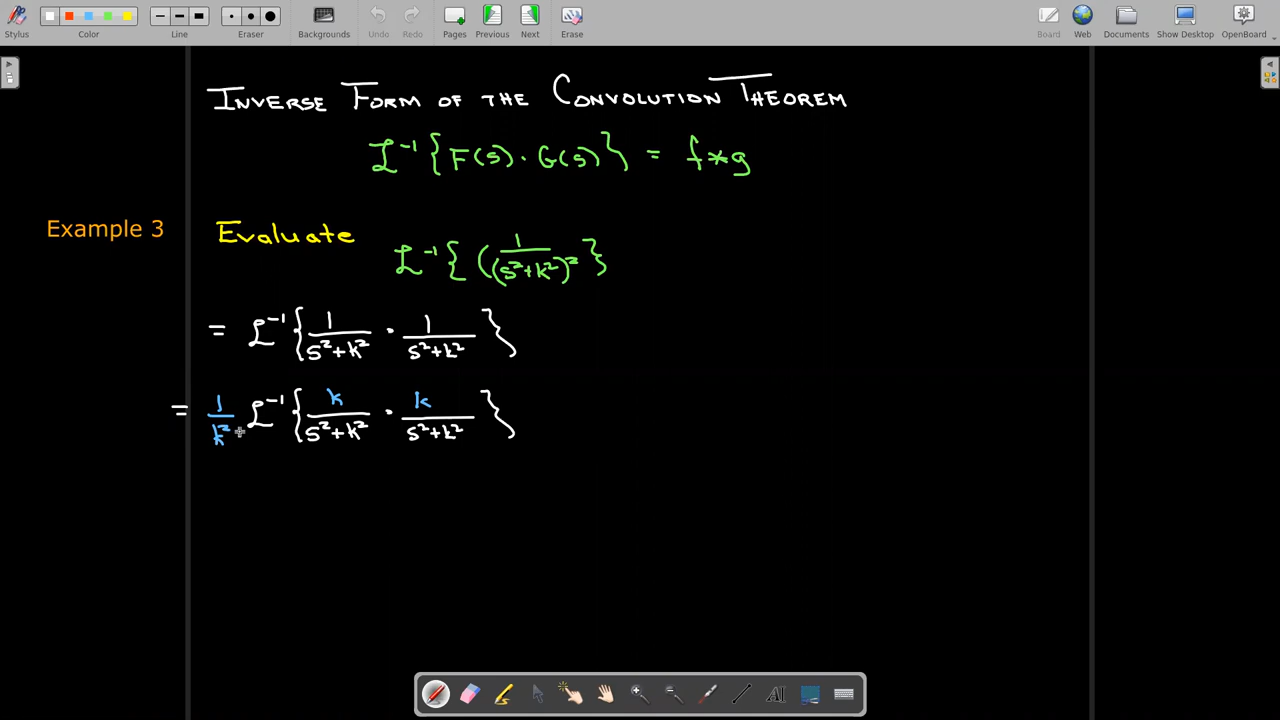 Stylus Color Line Eraser Backgrounds Undo Redo Pages Previous Next Erase Board Web Documents Show Desktop OpenBoard
INVERSE FORM OF THE CONVOLUTION THEOREM
ℒ⁻¹{F(s)·G(s)} = f*g
Example 3 Evaluate ℒ⁻¹{(1/(s²+k²)²}
= ℒ⁻¹{1/(s²+k²) · 1/(s²+k²)}
= 1/k² ℒ⁻¹{k/(s²+k²) · k/(s²+k²)}
AI